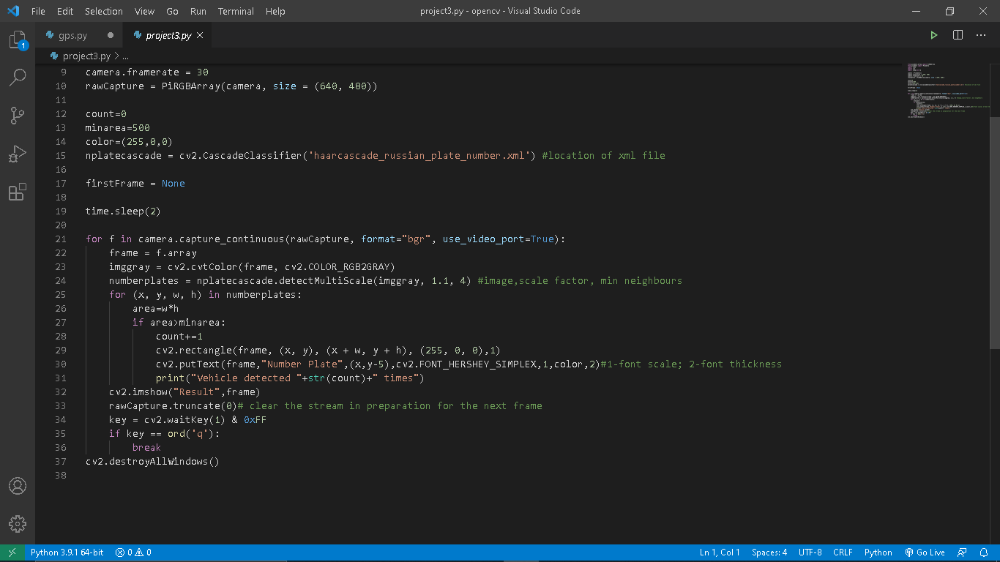 File Edit Selection View Go Run Terminal Help project3.py - opencv - Visual Studio Code
gps.py project3.py
project3.py > ...
1
9 camera.framerate = 30
10 rawCapture = PiRGBArray(camera, size = (640, 480))
11
12 count=0
13 minarea=500
14 color=(255,0,0)
15 nplatecascade = cv2.CascadeClassifier('haarcascade_russian_plate_number.xml') #location of xml file
16
17 firstFrame = None
18
19 time.sleep(2)
20
21 for f in camera.capture_continuous(rawCapture, format="bgr", use_video_port=True):
22 frame = f.array
23 imggray = cv2.cvtColor(frame, cv2.COLOR_RGB2GRAY)
24 numberplates = nplatecascade.detectMultiScale(imggray, 1.1, 4) #image,scale factor, min neighbours
25 for (x, y, w, h) in numberplates:
26 area=w*h
27 if area>minarea:
28 count+=1
29 cv2.rectangle(frame, (x, y), (x + w, y + h), (255, 0, 0),1)
30 cv2.putText(frame,"Number Plate",(x,y-5),cv2.FONT_HERSHEY_SIMPLEX,1,color,2)#1-font scale; 2-font thickness
31 print("Vehicle detected "+str(count)+" times")
32 cv2.imshow("Result",frame)
33 rawCapture.truncate(0)# clear the stream in preparation for the next frame
34 key = cv2.waitKey(1) & 0xFF
35 if key == ord('q'):
36 break
37 cv2.destroyAllWindows()
38
Python 3.9.1 64-bit 0 0 Ln 1, Col 1 Spaces: 4 UTF-8 CRLF Python Go Live